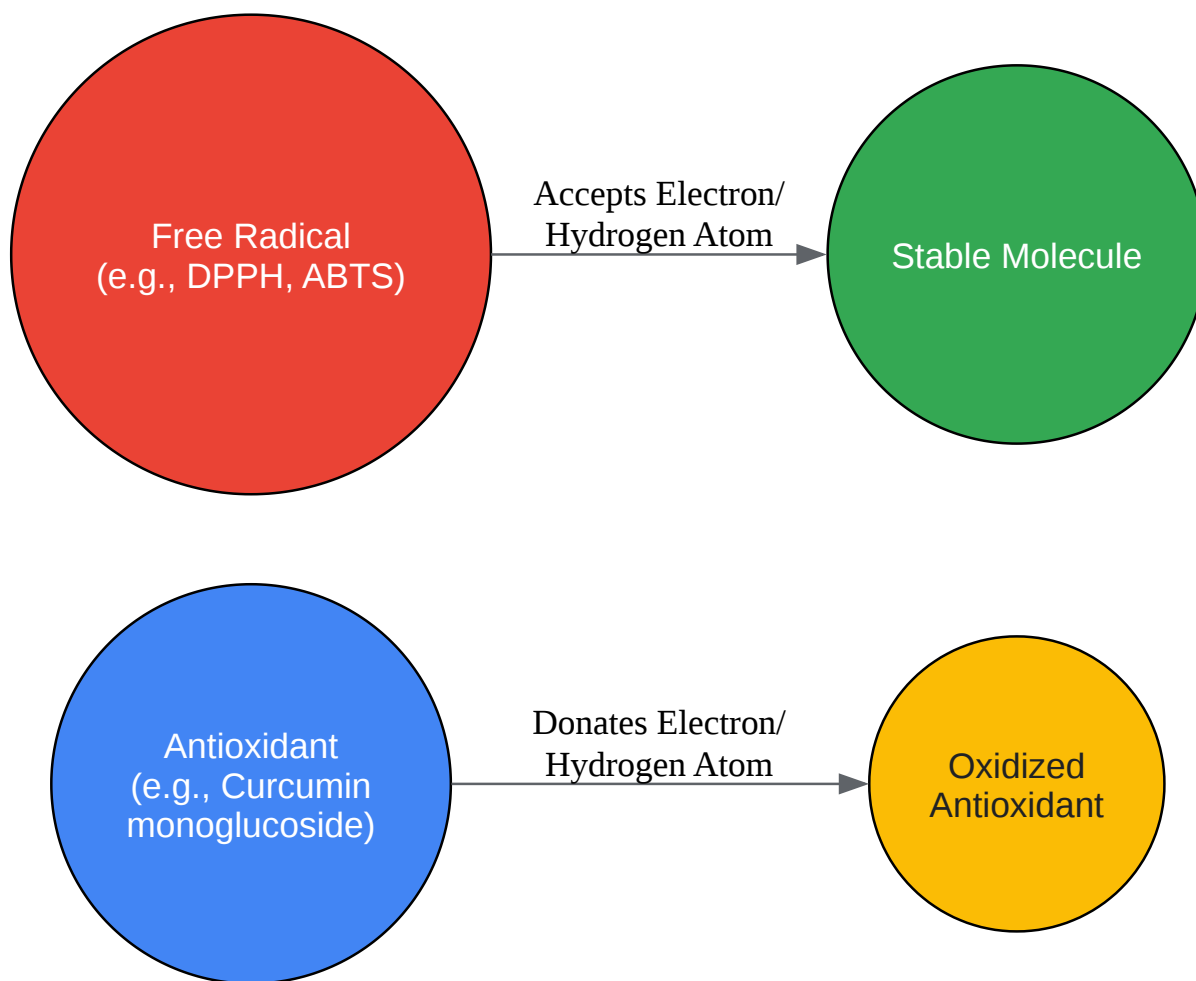 Free Radical
(e.g., DPPH, ABTS)
Accepts Electron/
Hydrogen Atom
Stable Molecule
Antioxidant
(e.g., Curcumin
monoglucoside)
Donates Electron/
Hydrogen Atom
Oxidized
Antioxidant